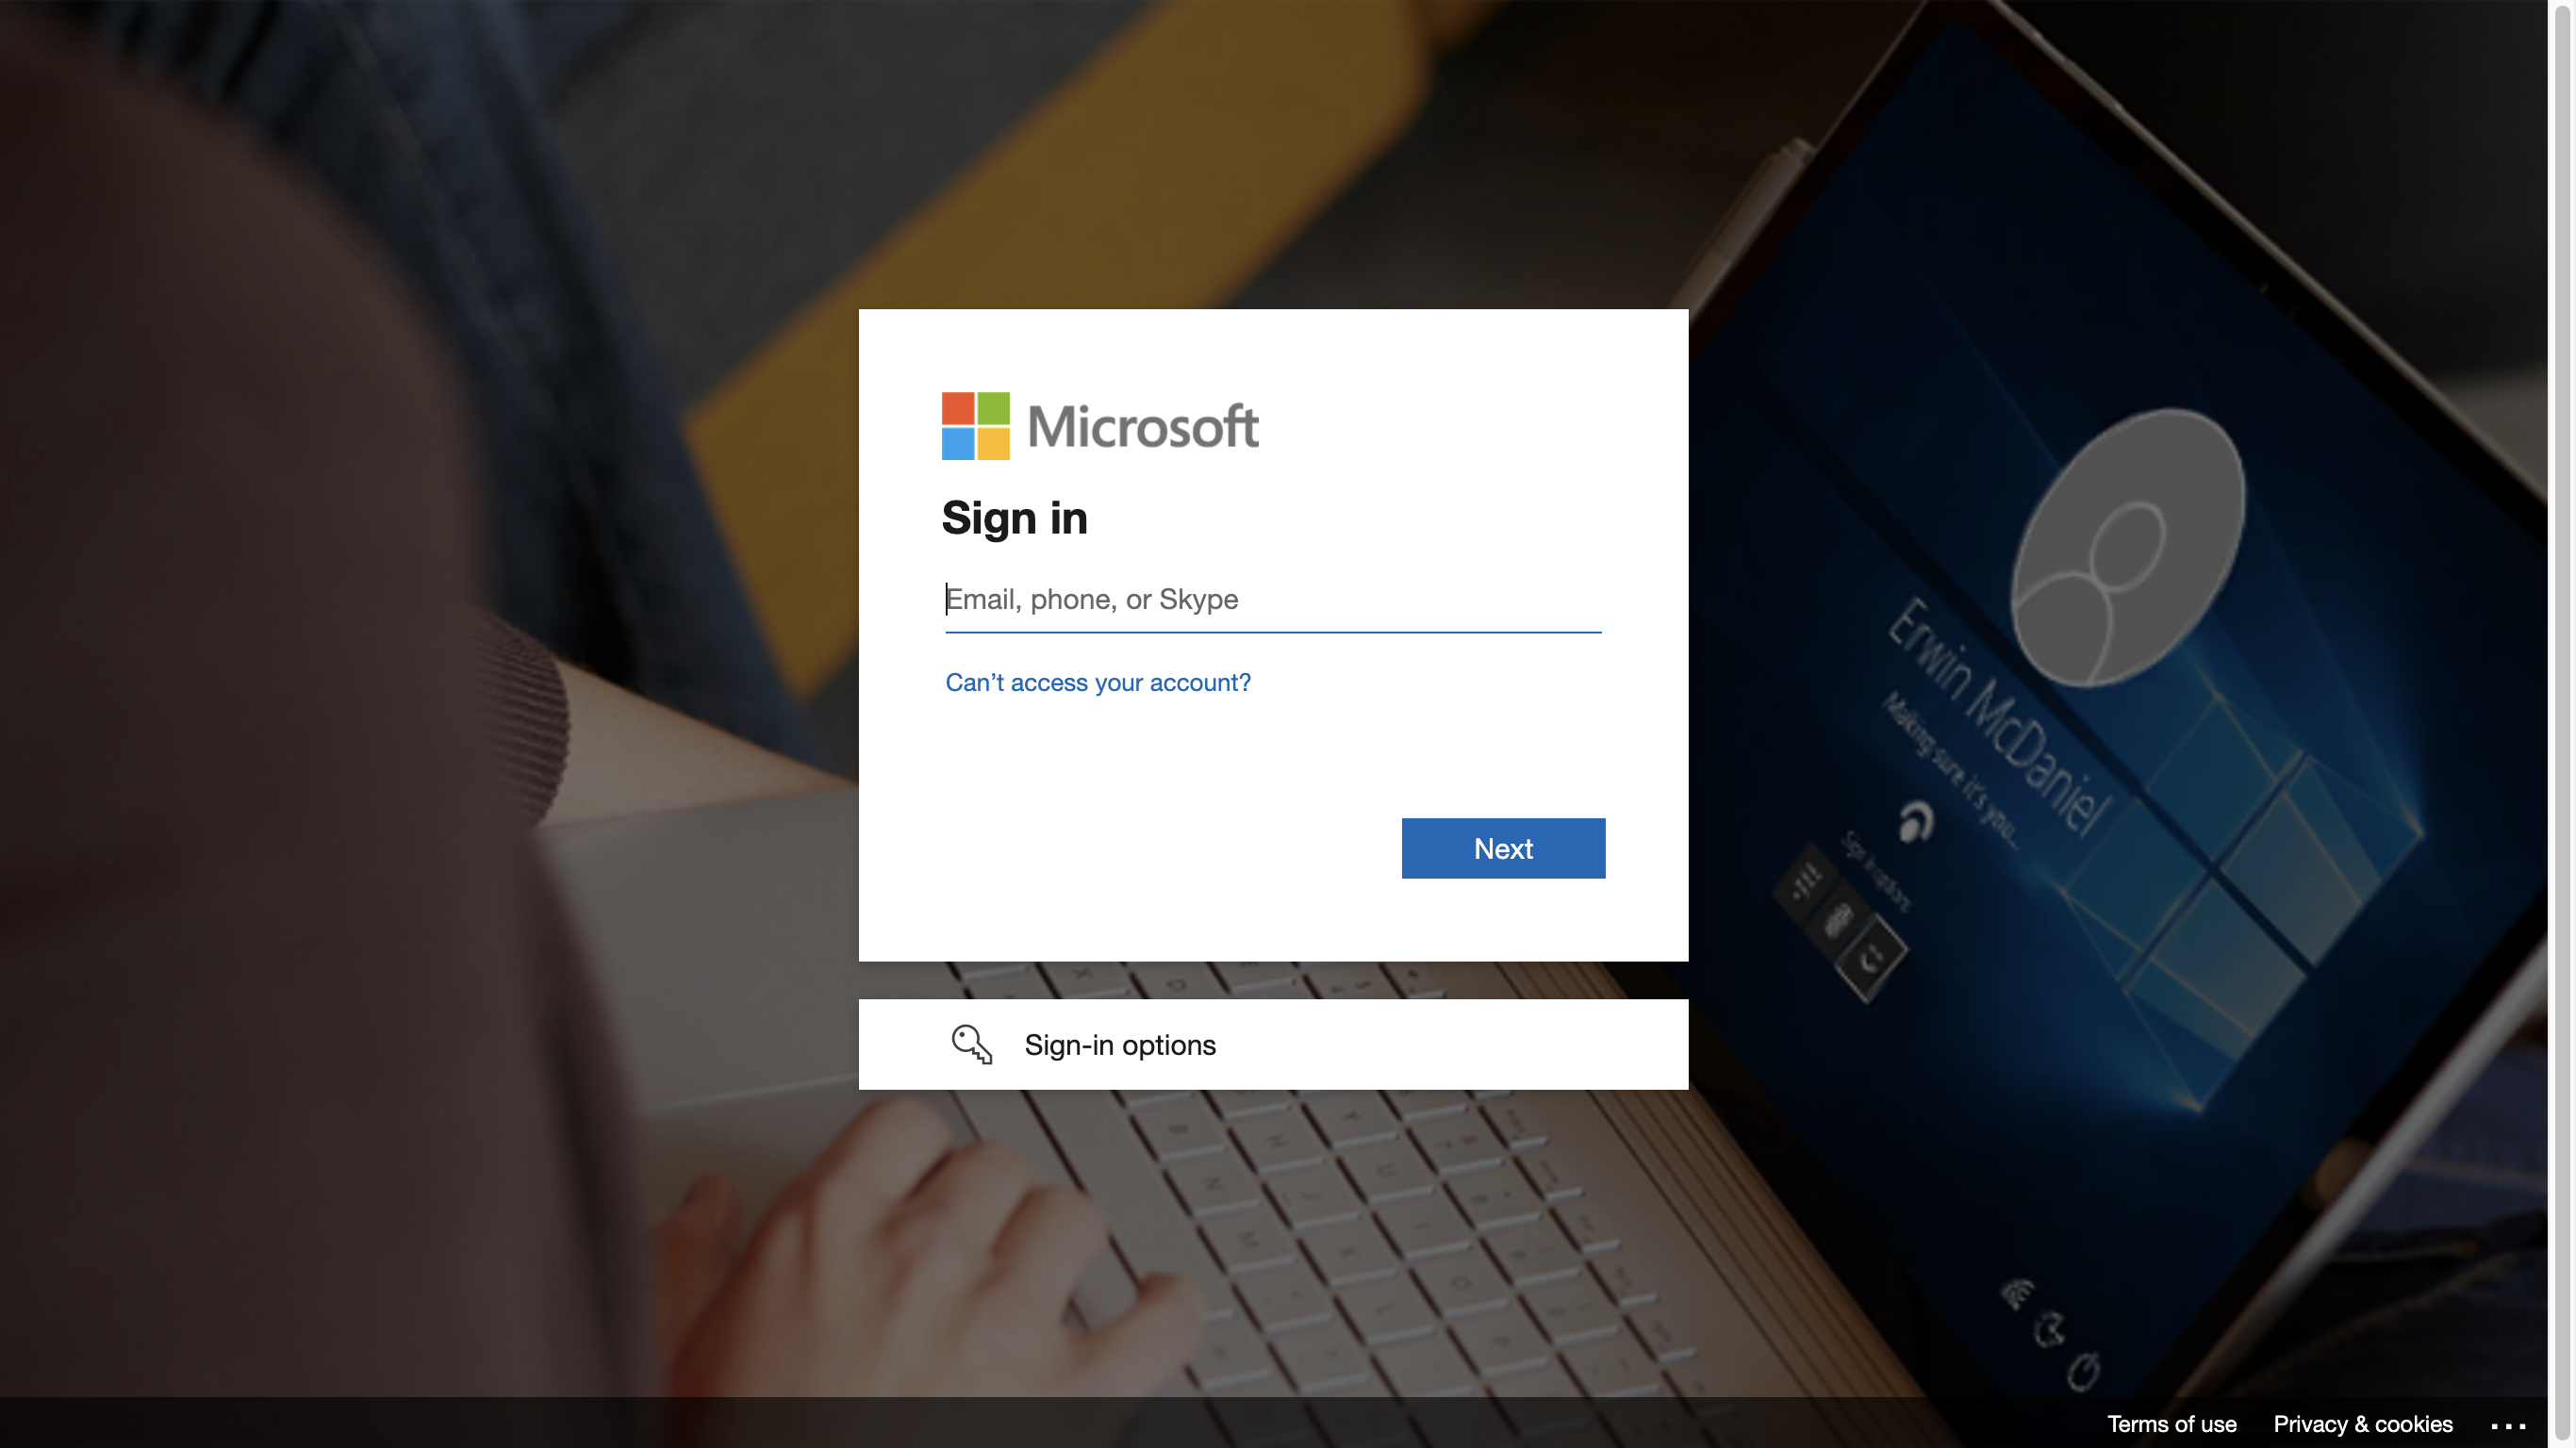 Microsoft
Sign in
Email, phone, or Skype
Can't access your account?
Next
Sign-in options
Erwin McDaniel
Making sure it's you...
Sign in options
Terms of use Privacy & cookies ...